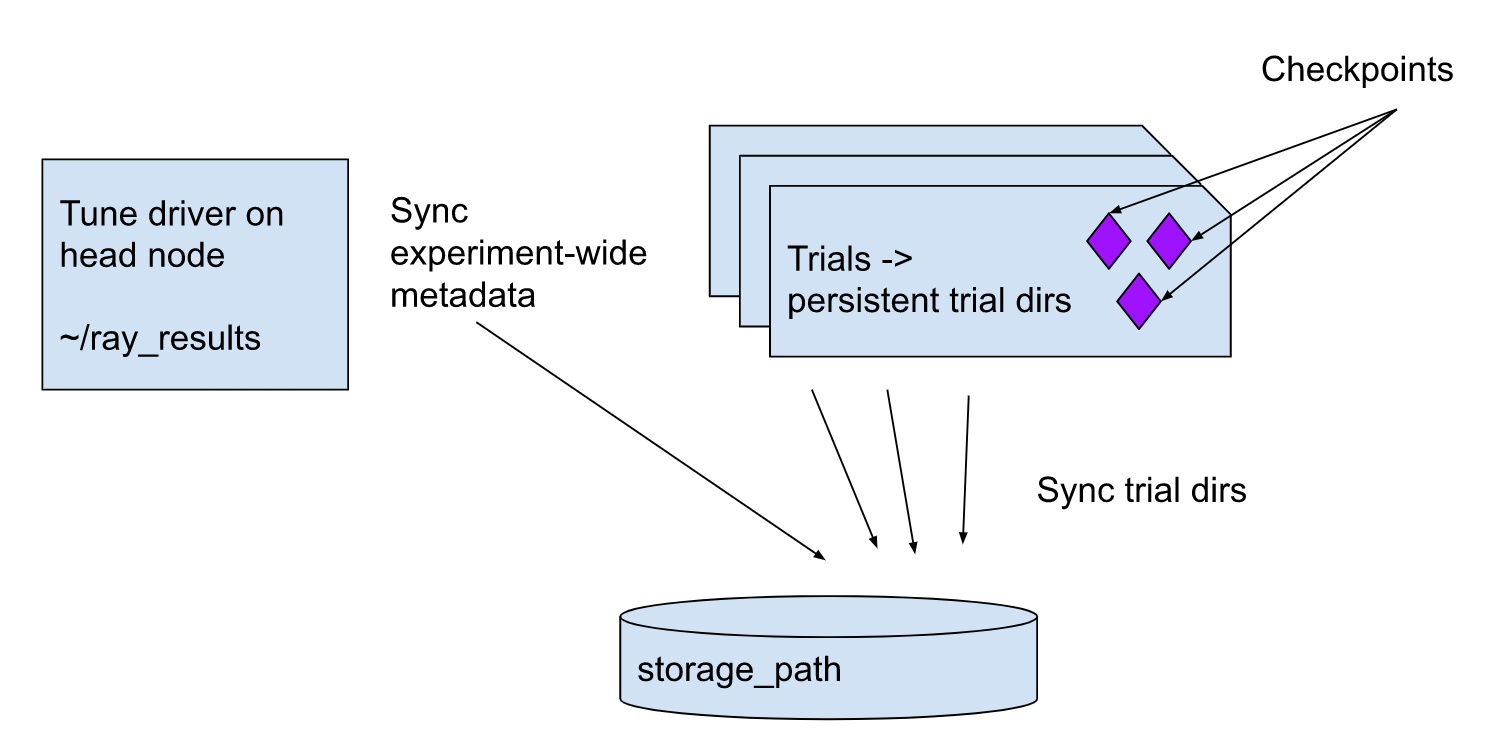 Checkpoints
Tune driver on
head node
~/ray_results
Sync
experiment-wide
metadata
Trials ->
persistent trial dirs
Sync trial dirs
storage_path